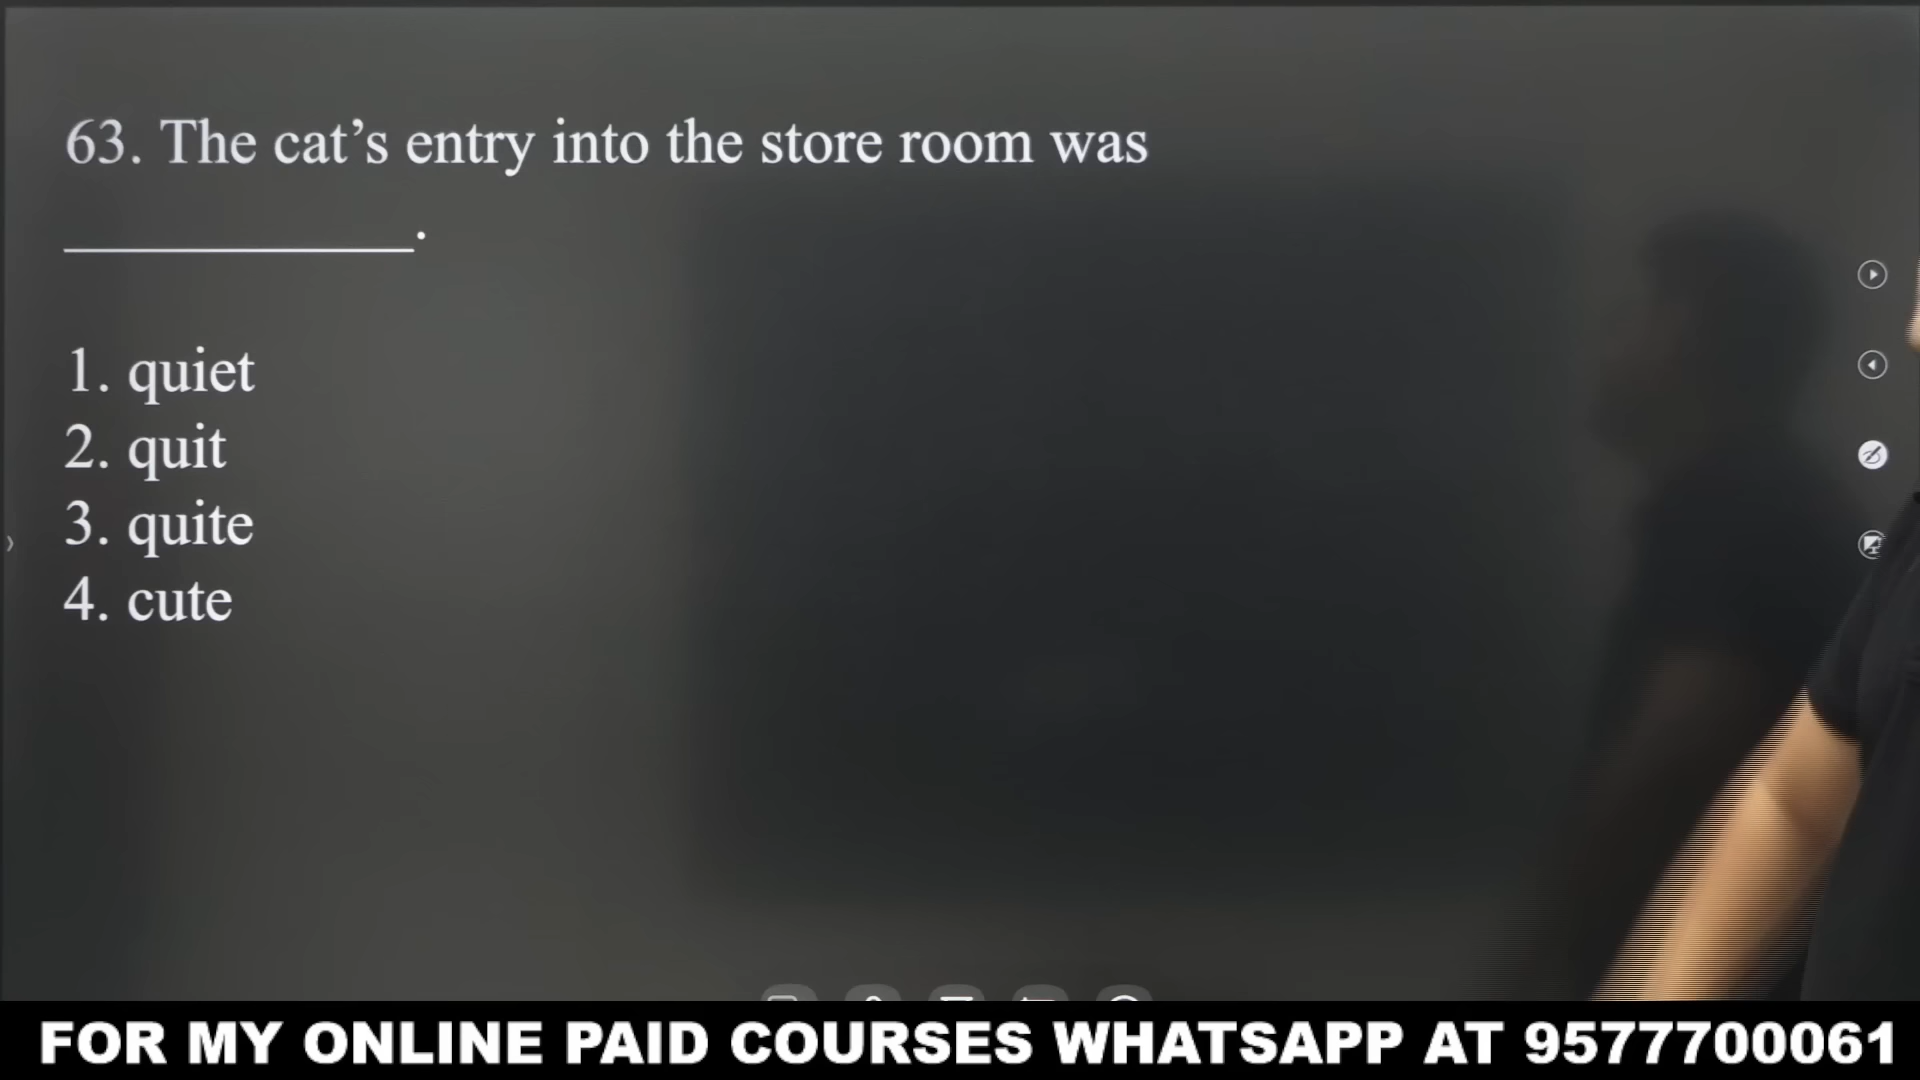 63. The cat’s entry into the store room was
____________.
1. quiet
2. quit
3. quite
4. cute
FOR MY ONLINE PAID COURSES WHATSAPP AT 9577700061